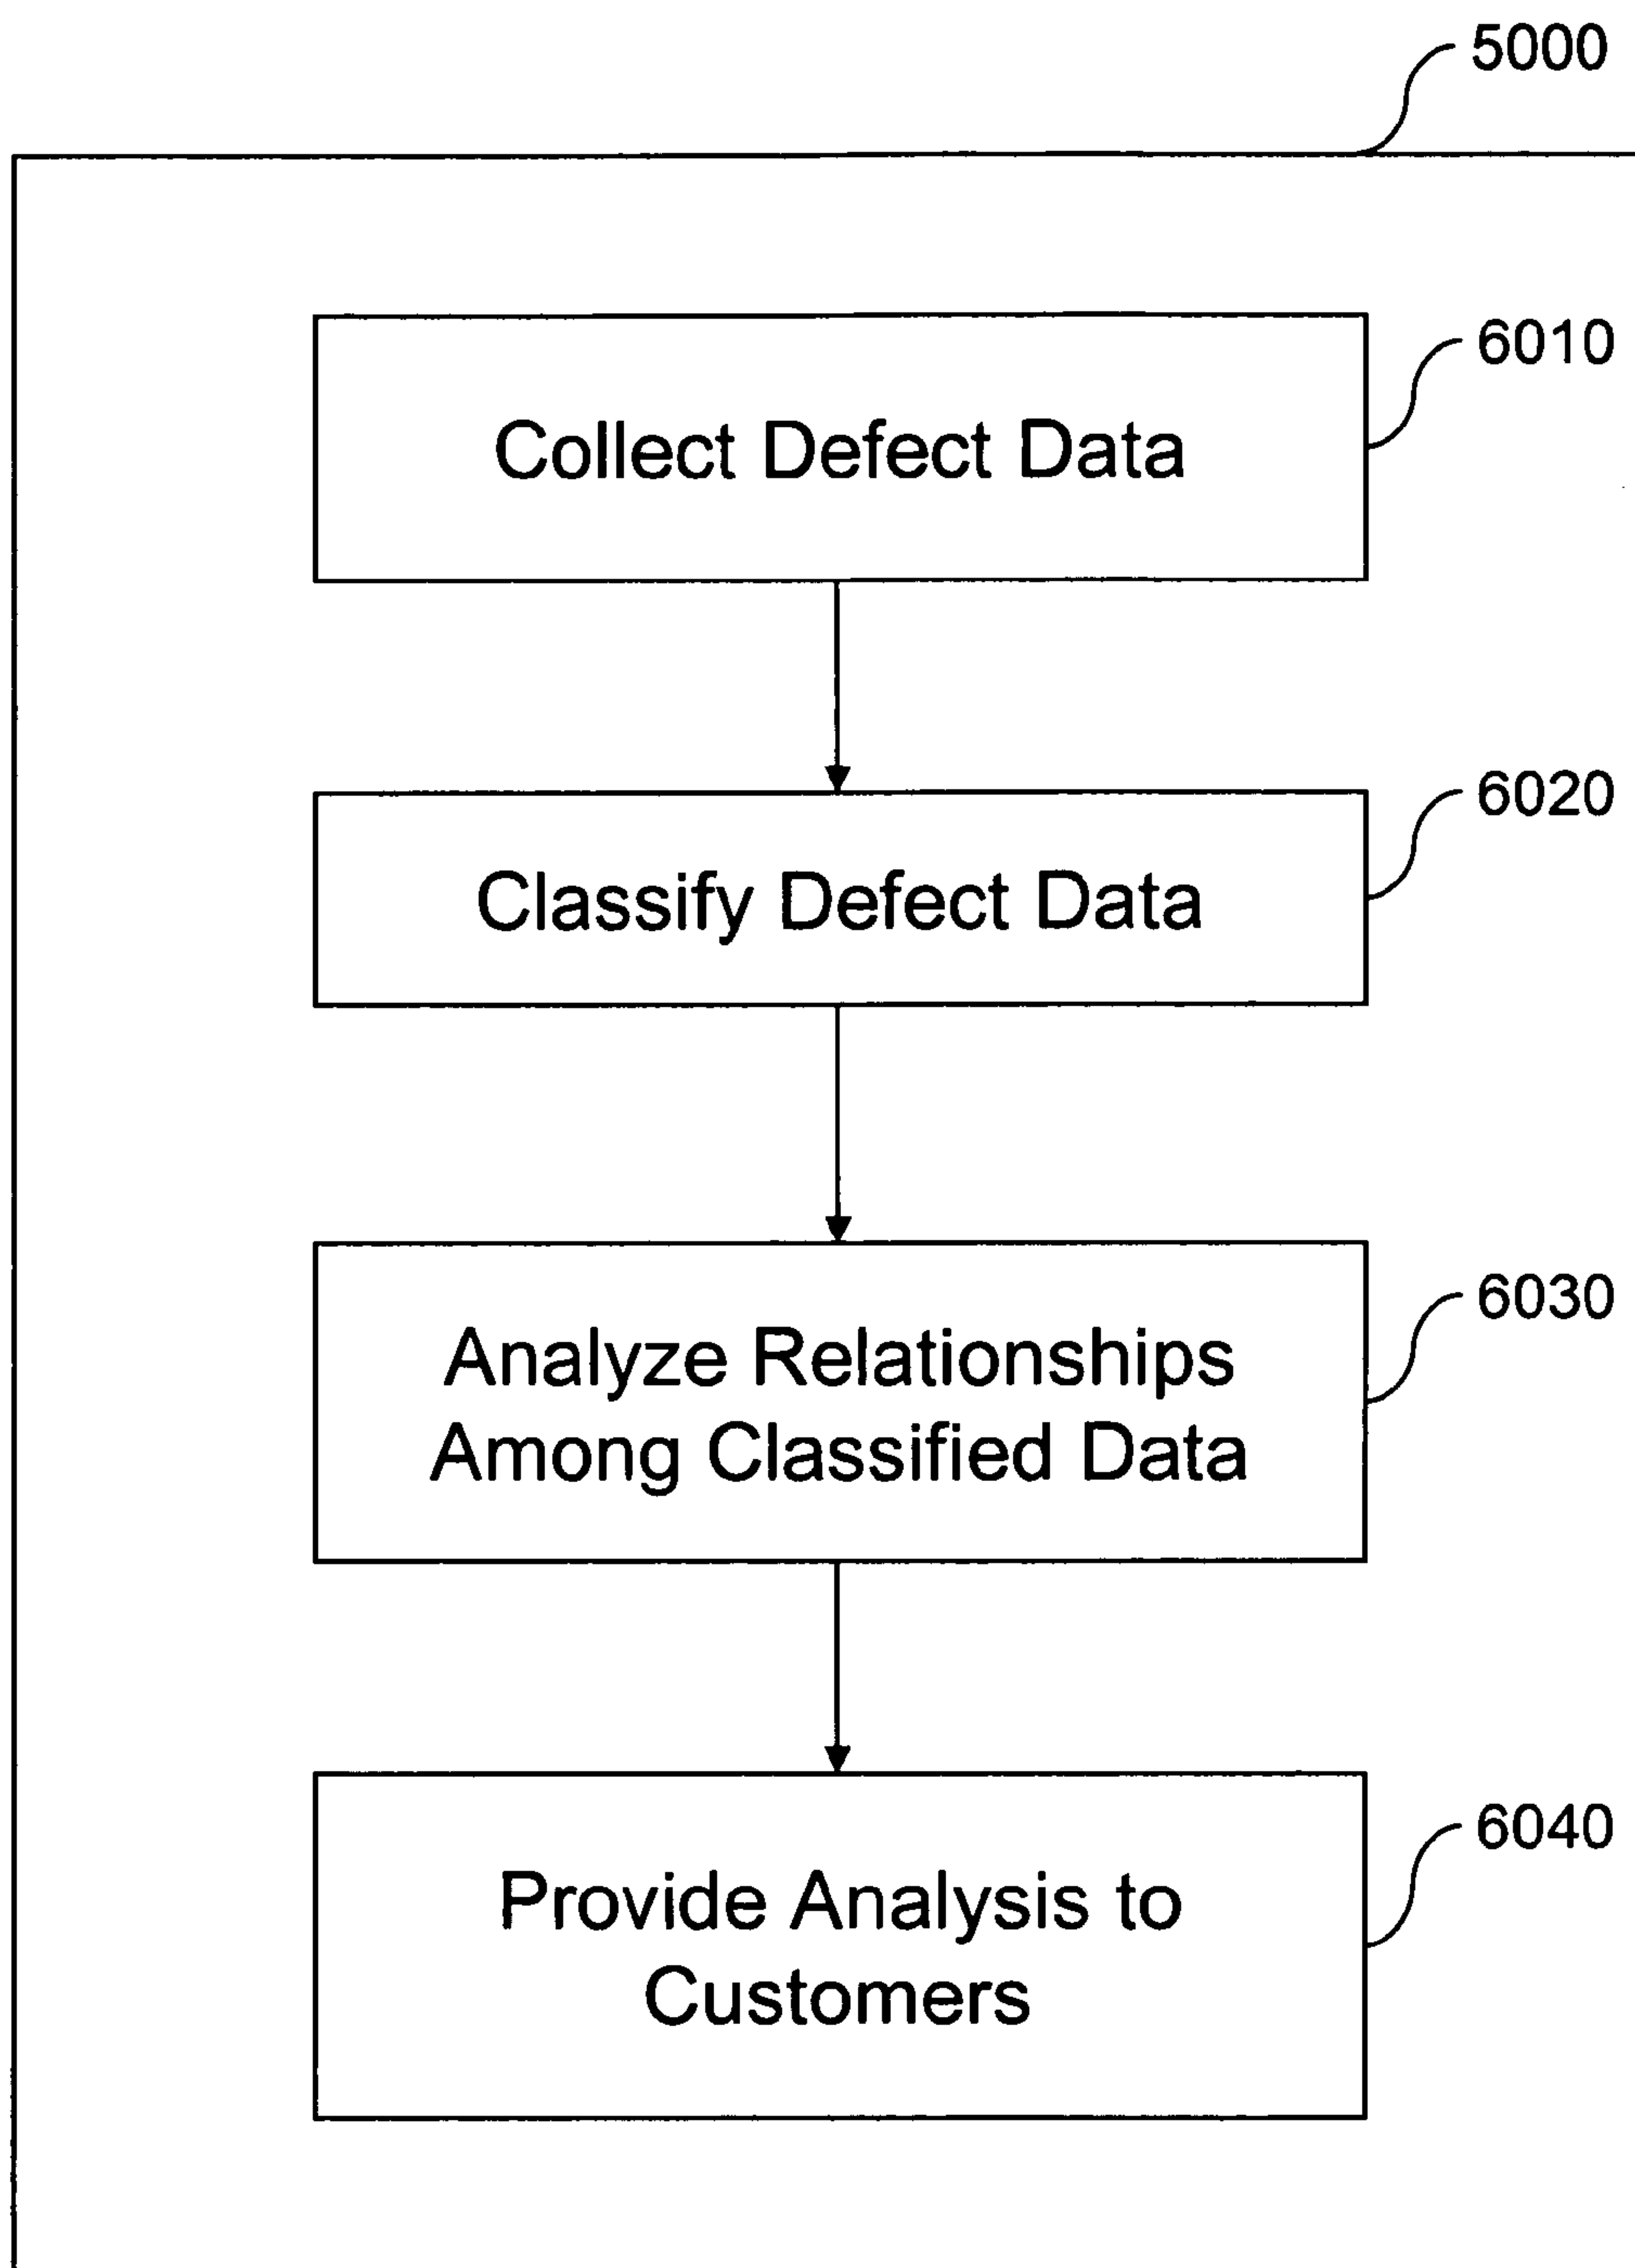 5000
6010
Collect Defect Data
6020
Classify Defect Data
6030
Analyze Relationships
Among Classified Data
6040
Provide Analysis to
Customers